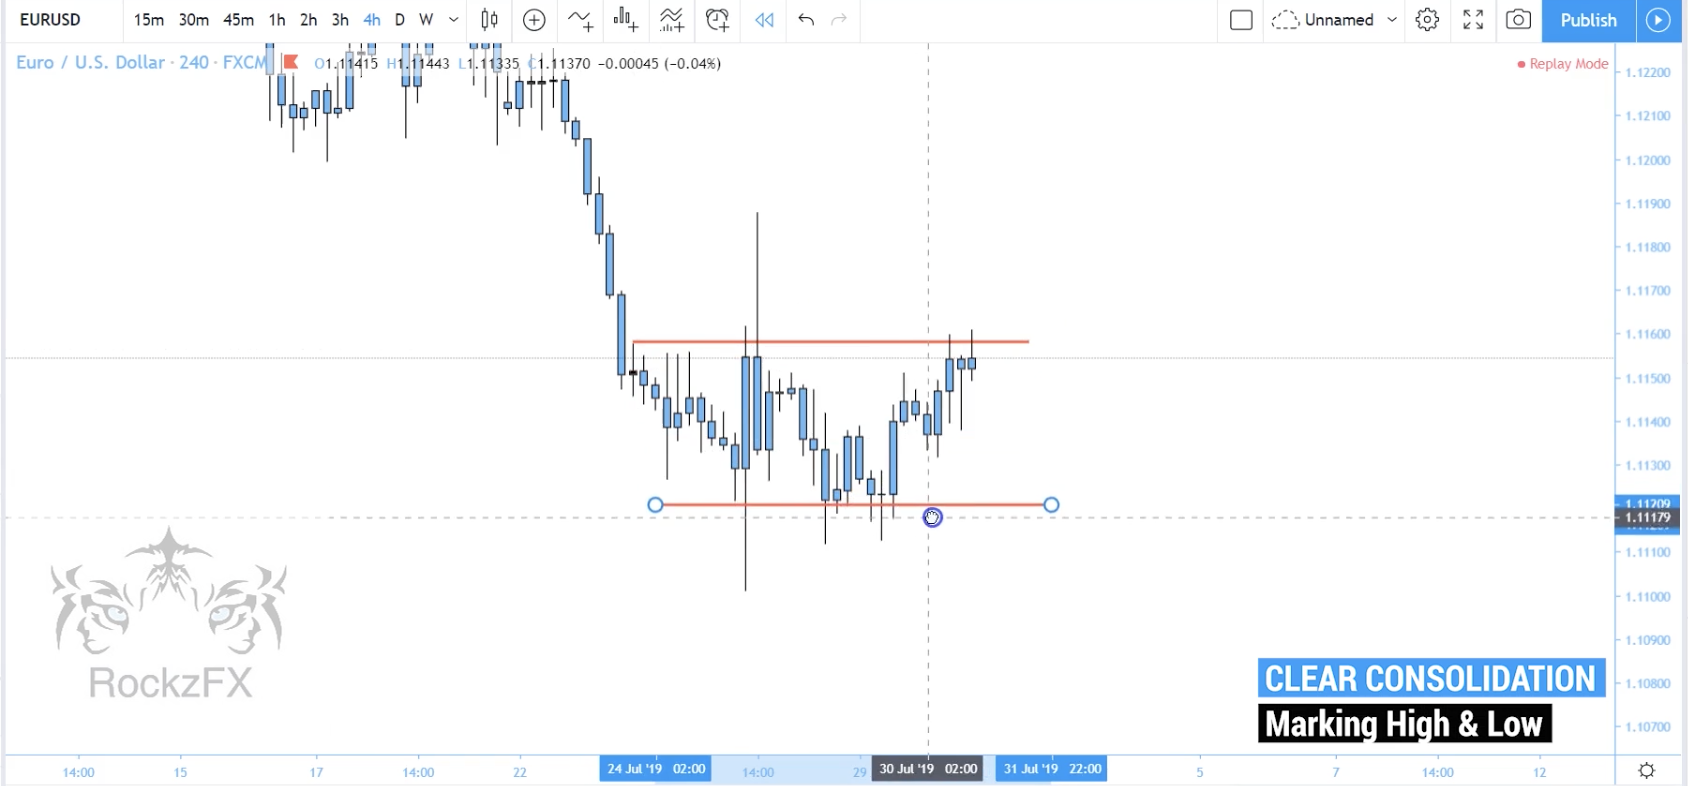 EURUSD 15m 30m 45m 1h 2h 3h 4h D W Unnamed Publish
Euro / U.S. Dollar · 240 · FXCM O1.11415 H1.11443 L1.11335 C1.11370 -0.00045 (-0.04%) Replay Mode
1.12200
1.12100
1.12000
1.11900
1.11800
1.11700
1.11600
1.11500
1.11400
1.11300
1.11209
1.11179
1.11100
1.11000
1.10900
1.10800
1.10700
RockzFX
CLEAR CONSOLIDATION
Marking High & Low
14:00 15 17 14:00 22 24 Jul '19 02:00 14:00 29 30 Jul '19 02:00 31 Jul '19 22:00 5 7 14:00 12